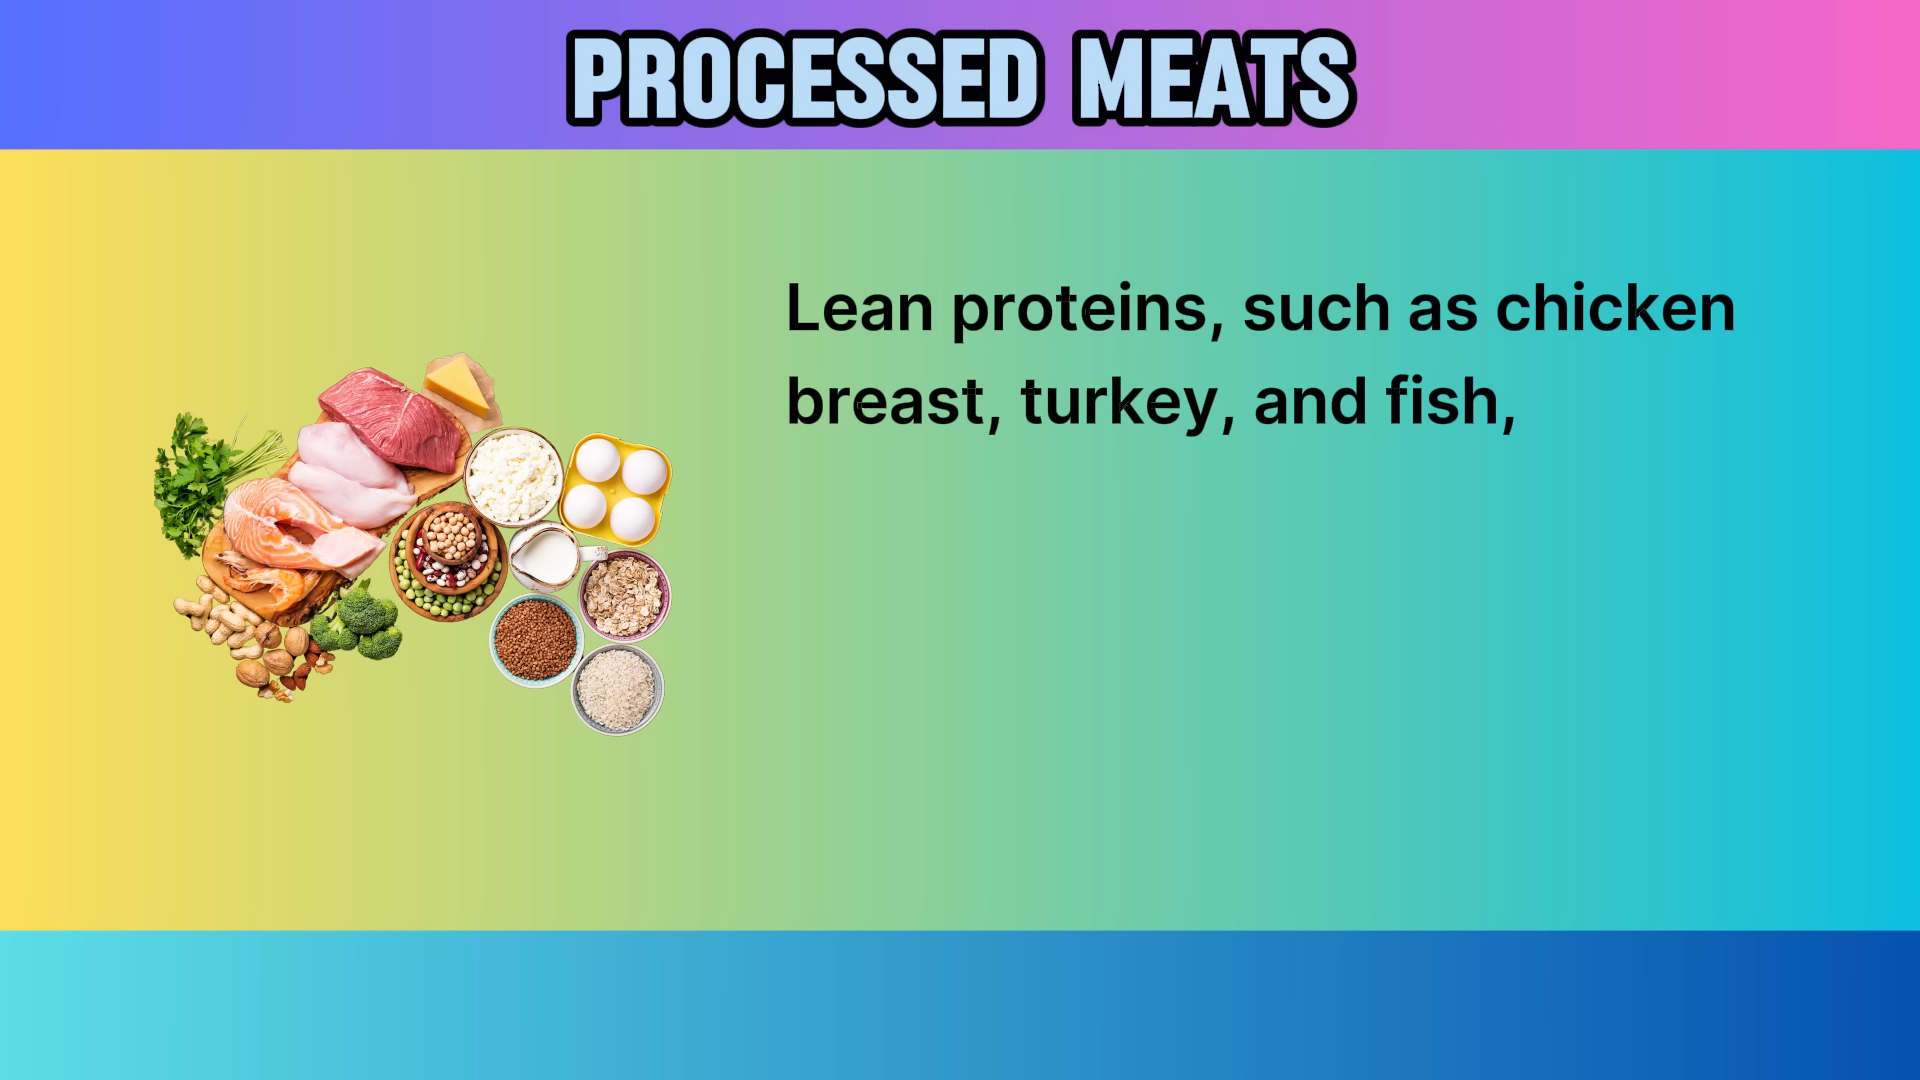 PROCESSED MEATS
Lean proteins, such as chicken
breast, turkey, and fish,